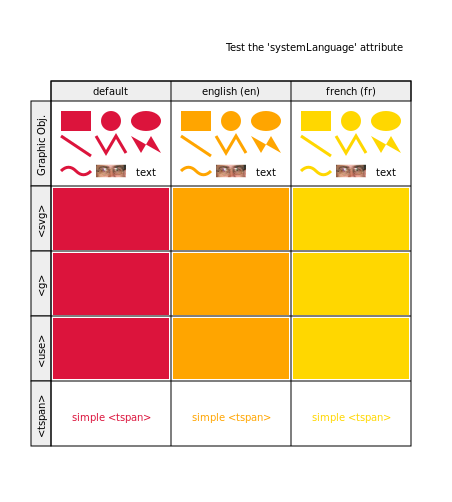 Test the 'systemLanguage' attribute
default english (en) french (fr)
Graphic Obj.
text text text
<svg>
<g>
<use>
<tspan>
simple <tspan> simple <tspan> simple <tspan>